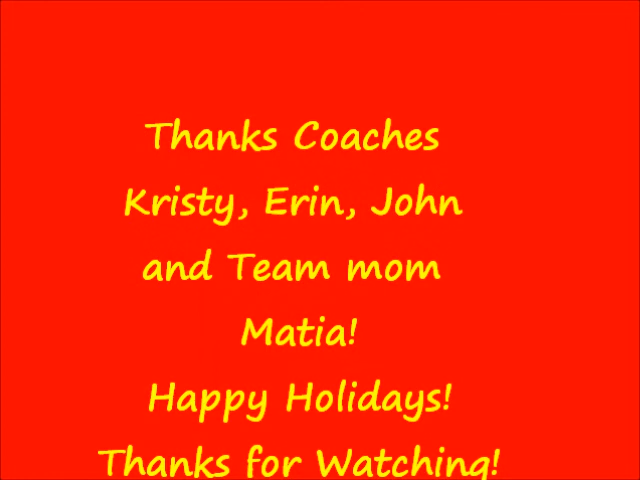 Thanks Coaches
Kristy, Erin, John
and Team mom
Matia!
Happy Holidays!
Thanks for Watching!